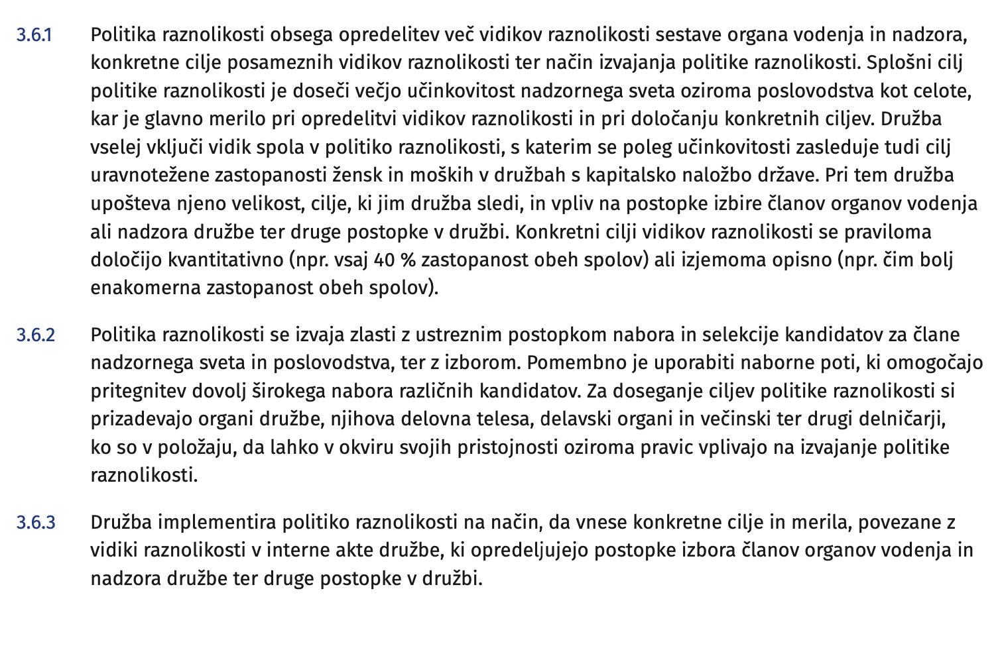 3.6.1 Politika raznolikosti obsega opredelitev več vidikov raznolikosti sestave organa vodenja in nadzora,
konkretne cilje posameznih vidikov raznolikosti ter način izvajanja politike raznolikosti. Splošni cilj
politike raznolikosti je doseči večjo učinkovitost nadzornega sveta oziroma poslovodstva kot celote,
kar je glavno merilo pri opredelitvi vidikov raznolikosti in pri določanju konkretnih ciljev. Družba
vselej vključi vidik spola v politiko raznolikosti, s katerim se poleg učinkovitosti zasleduje tudi cilj
uravnotežene zastopanosti žensk in moških v družbah s kapitalsko naložbo države. Pri tem družba
upošteva njeno velikost, cilje, ki jim družba sledi, in vpliv na postopke izbire članov organov vodenja
ali nadzora družbe ter druge postopke v družbi. Konkretni cilji vidikov raznolikosti se praviloma
določijo kvantitativno (npr. vsaj 40 % zastopanost obeh spolov) ali izjemoma opisno (npr. čim bolj
enakomerna zastopanost obeh spolov).
3.6.2 Politika raznolikosti se izvaja zlasti z ustreznim postopkom nabora in selekcije kandidatov za člane
nadzornega sveta in poslovodstva, ter z izborom. Pomembno je uporabiti naborne poti, ki omogočajo
pritegnitev dovolj širokega nabora različnih kandidatov. Za doseganje ciljev politike raznolikosti si
prizadevajo organi družbe, njihova delovna telesa, delavski organi in večinski ter drugi delničarji,
ko so v položaju, da lahko v okviru svojih pristojnosti oziroma pravic vplivajo na izvajanje politike
raznolikosti.
3.6.3 Družba implementira politiko raznolikosti na način, da vnese konkretne cilje in merila, povezane z
vidiki raznolikosti v interne akte družbe, ki opredeljujejo postopke izbora članov organov vodenja in
nadzora družbe ter druge postopke v družbi.